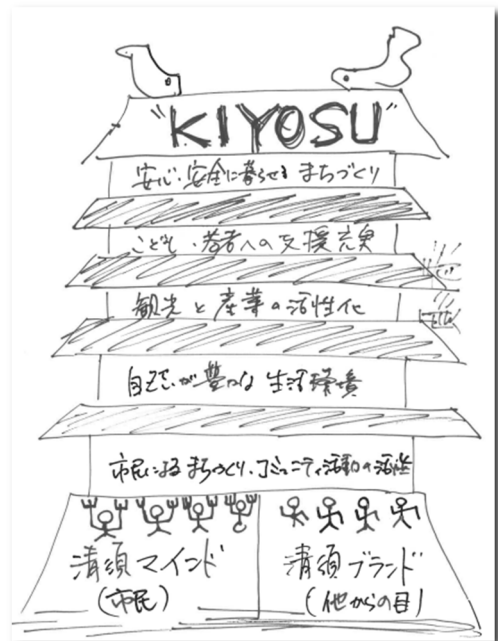 "KIYOSU"
安心・安全に暮らせる まちづくり
こども・若者への支援充実
観光と産業の活性化
が豊かな 生活環境
市民によるまちづくり・コミュニティ活動の活性
清須マインド
(市民)
清須ブランド
(他からの目)